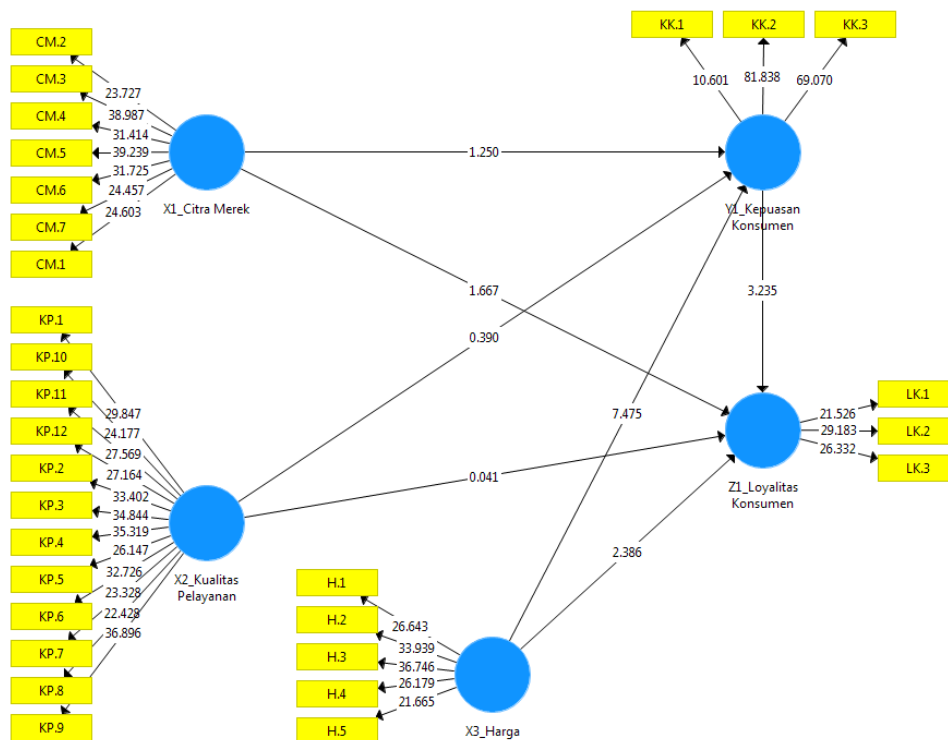 CM.2
CM.3
CM.4
CM.5
CM.6
CM.7
CM.1
23.727
38.987
31.414
39.239
31.725
24.457
24.603
X1_Citra Merek
KK.1
KK.2
KK.3
10.601
81.838
69.070
Y1_Kepuasan
Konsumen
1.250
1.667
0.390
3.235
7.475
0.041
2.386
KP.1
KP.10
KP.11
KP.12
KP.2
KP.3
KP.4
KP.5
KP.6
KP.7
KP.8
KP.9
29.847
24.177
27.569
27.164
33.402
34.844
35.319
26.147
32.726
23.328
22.428
36.896
X2_Kualitas
Pelayanan
LK.1
LK.2
LK.3
21.526
29.183
26.332
Z1_Loyalitas
Konsumen
H.1
H.2
H.3
H.4
H.5
26.643
33.939
36.746
26.179
21.665
X3_Harga